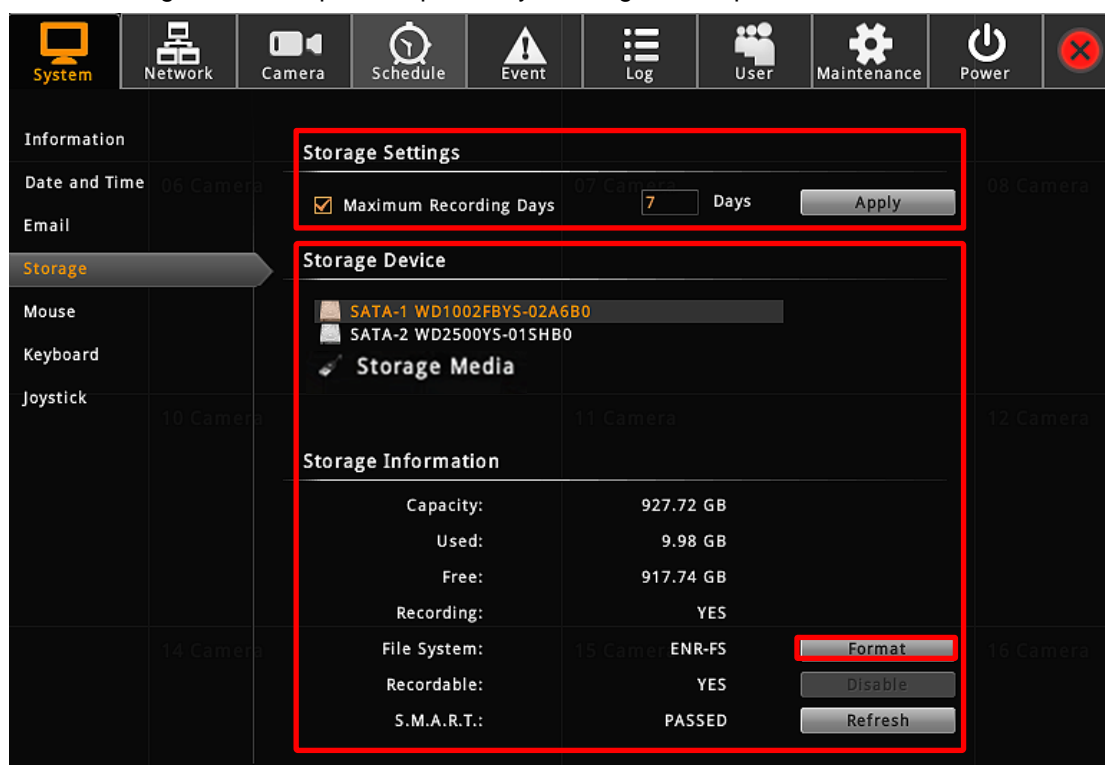 System Network Camera Schedule Event Log User Maintenance Power
Information
Storage Settings
Date and Time 06 Camera 07 Camera 08 Camera
Maximum Recording Days 7 Days Apply
Email
Storage Device
Storage
SATA-1 WD1002FBYS-02A6B0
Mouse
SATA-2 WD2500YS-01SHB0
Keyboard
Storage Media
Joystick
10 Camera 11 Camera 12 Camera
Storage Information
Capacity: 927.72 GB
Used: 9.98 GB
Free: 917.74 GB
Recording: YES
14 Camera File System: 15 Camera ENR-FS Format 16 Camera
Recordable: YES Disable
S.M.A.R.T.: PASSED Refresh